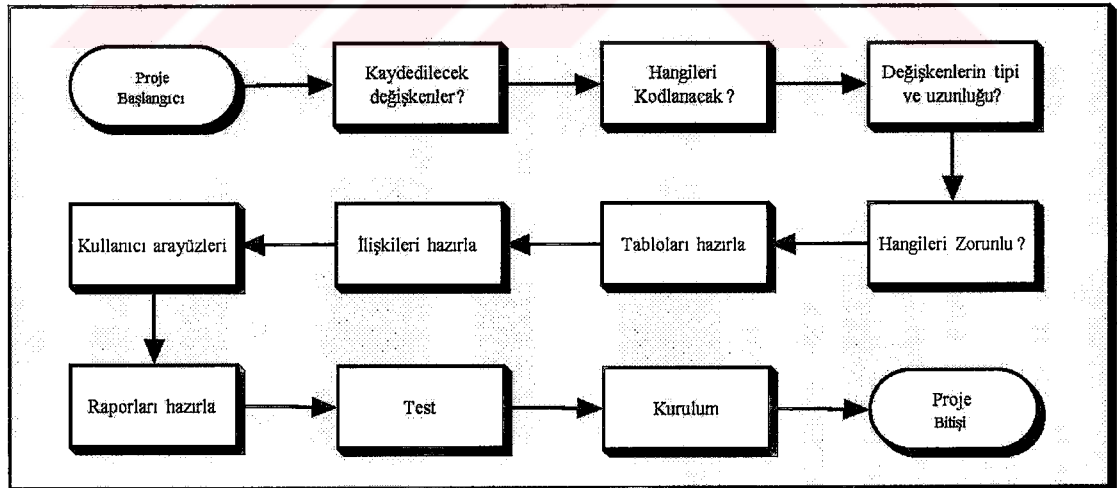 Proje
Başlangıcı
Kaydedilecek
değişkenler?
Hangileri
Kodlanacak ?
Değişkenlerin tipi
ve uzunluğu?
Hangileri Zorunlu ?
Tabloları hazırla
İlişkileri hazırla
Kullanıcı arayüzleri
Raporları hazırla
Test
Kurulum
Proje
Bitişi